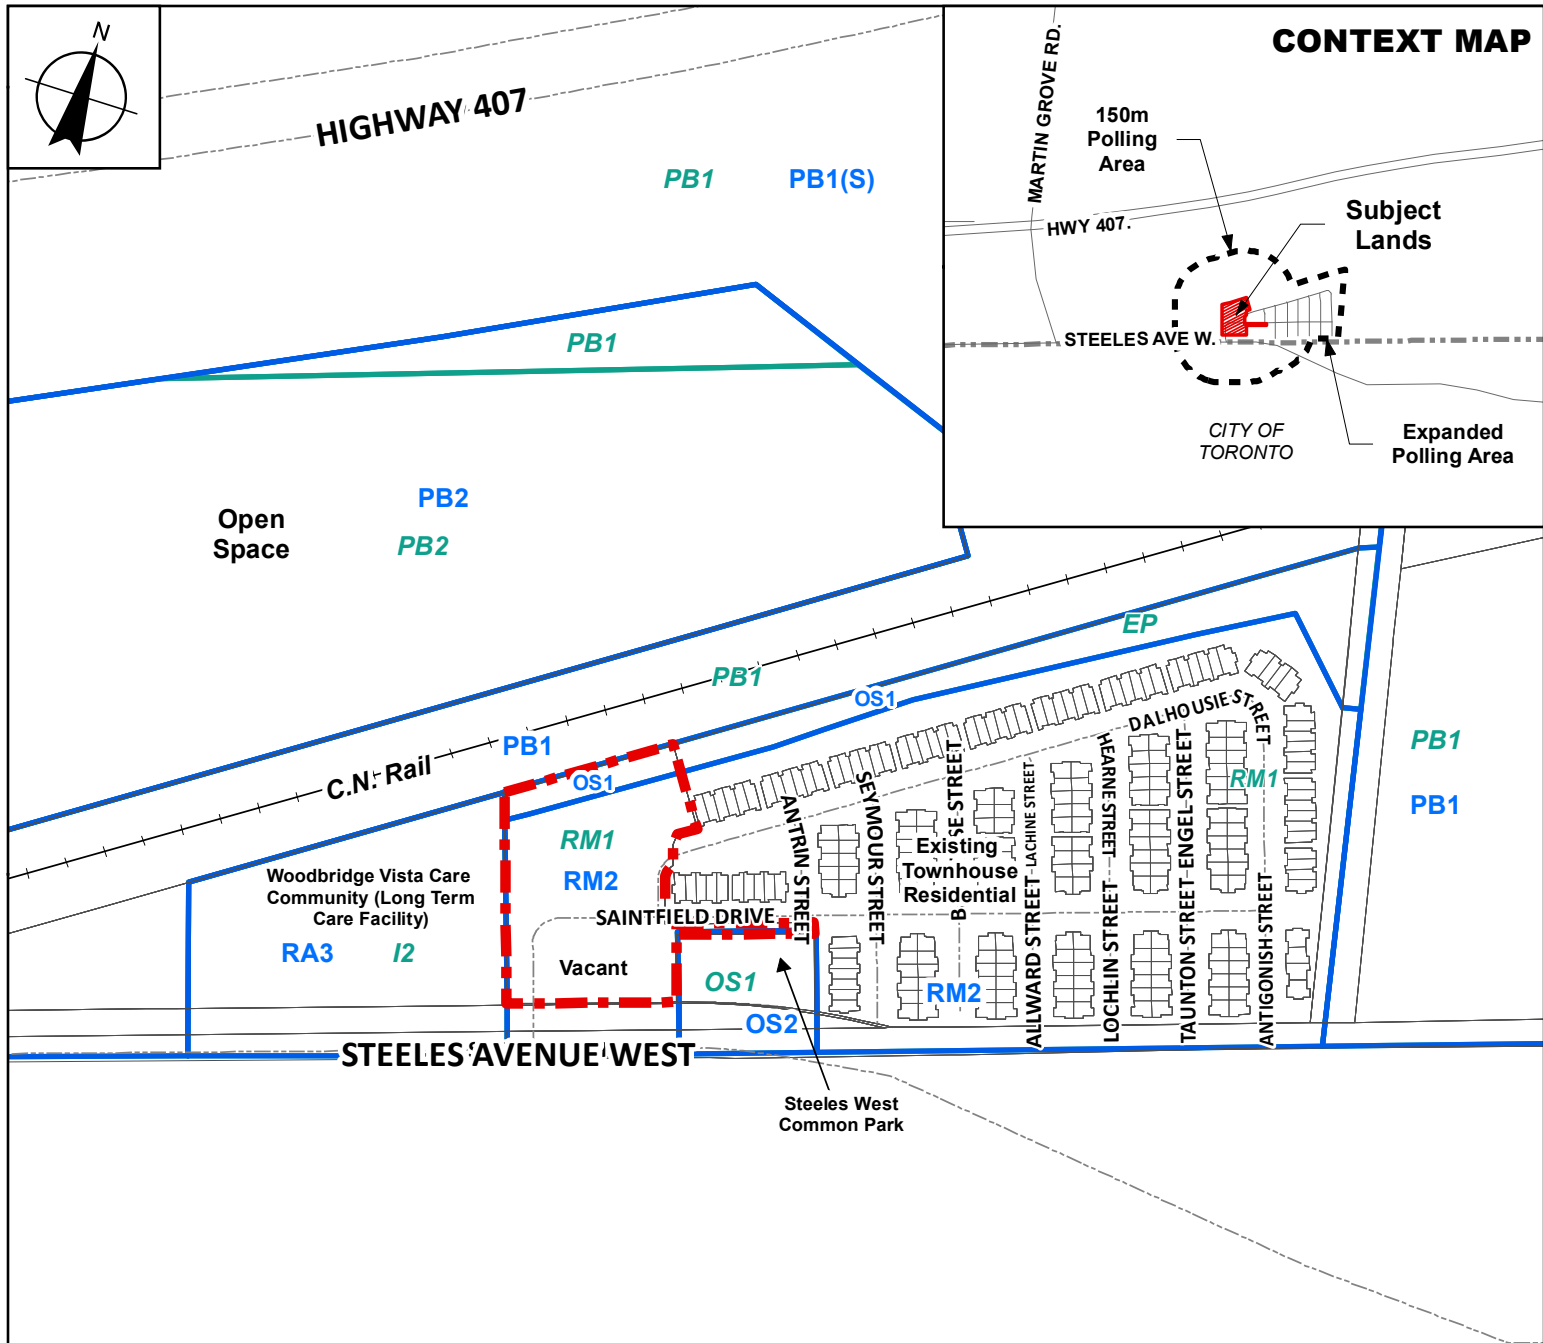 N
HIGHWAY 407
PB1
PB1(S)
CONTEXT MAP
MARTIN GROVE RD.
150m
Polling
Area
HWY 407.
Subject
Lands
STEELES AVE W.
CITY OF
TORONTO
Expanded
Polling Area
PB1
Open
Space
PB2
PB2
EP
PB1
OS1
PB1
C.N. Rail
OS1
RM1
RM2
Woodbridge Vista Care
Community (Long Term
Care Facility)
RA3
I2
SAINTFIELD DRIVE
Vacant
OS1
OS2
ANTRIN STREET
SEYMOUR STREET
Existing
Townhouse
Residential
RM2
LACHINE STREET
ALLWARD STREET
HEARNE STREET
LOCHLIN STREET
ENGEL STREET
TAUNTON STREET
DALHOUSIE STREET
RM1
ANTIGONISH STREET
PB1
PB1
STEELES AVENUE WEST
Steeles West
Common Park